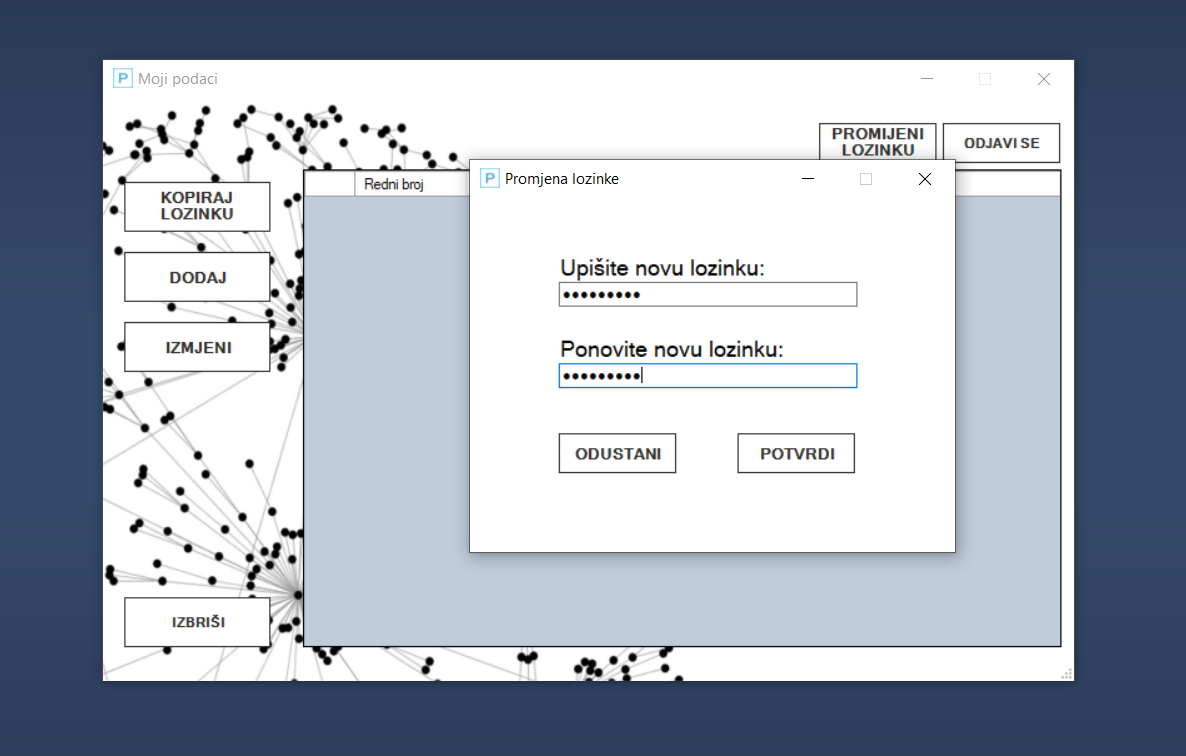 P Moji podaci
PROMIJENI
LOZINKU
ODJAVI SE
KOPIRAJ
LOZINKU
DODAJ
IZMJENI
IZBRIŠI
Redni broj
P Promjena lozinke
Upišite novu lozinku:
•••••••••
Ponovite novu lozinku:
•••••••••
ODUSTANI
POTVRDI